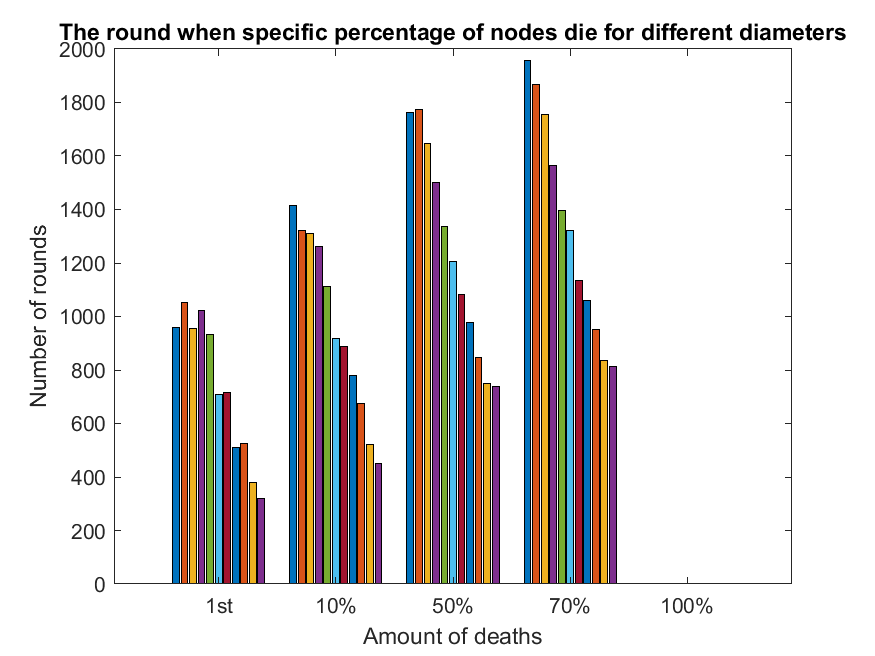 The round when specific percentage of nodes die for different diameters
2000
1800
1600
1400
1200
1000
800
600
400
200
0
Number of rounds
1st 10% 50% 70% 100%
Amount of deaths